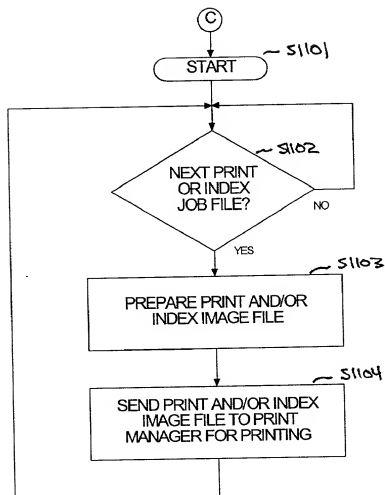 C
S1101
START
S1102
NEXT PRINT
OR INDEX
JOB FILE?
NO
YES
S1103
PREPARE PRINT AND/OR
INDEX IMAGE FILE
S1104
SEND PRINT AND/OR INDEX
IMAGE FILE TO PRINT
MANAGER FOR PRINTING